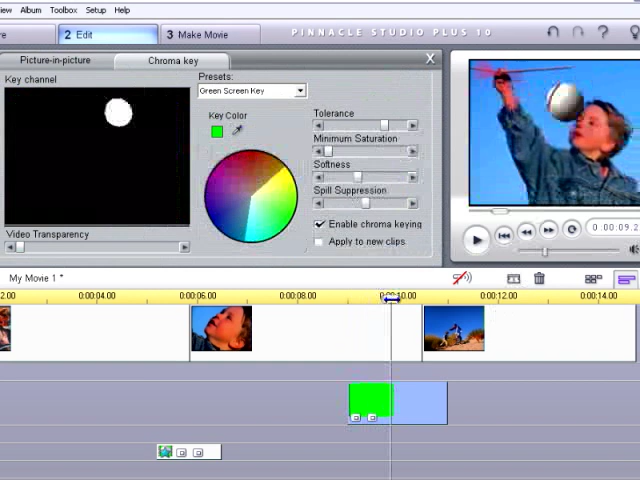 iew Album Toolbox Setup Help
re 2 Edit 3 Make Movie PINNACLE STUDIO PLUS 10 ?
Picture-in-picture Chroma key X
Key channel
Presets:
Green Screen Key
Key Color
Tolerance
Minimum Saturation
Softness
Spill Suppression
Enable chroma keying
Apply to new clips
Video Transparency
0:00:09.2
My Movie 1 *
2.00 0:00:04.00 0:00:06.00 0:00:08.00 0:00:10.00 0:00:12.00 0:00:14.00